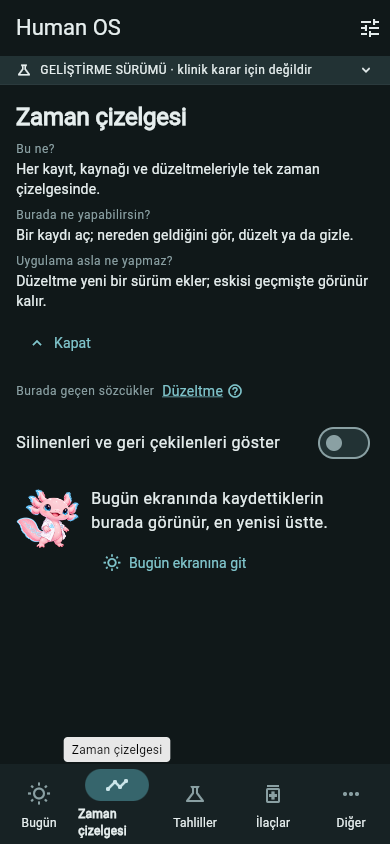 Human OS
GELİŞTİRME SÜRÜMÜ · klinik karar için değildir
Zaman çizelgesi
Bu ne?
Her kayıt, kaynağı ve düzeltmeleriyle tek zaman
çizelgesinde.
Burada ne yapabilirsin?
Bir kaydı aç; nereden geldiğini gör, düzelt ya da gizle.
Uygulama asla ne yapmaz?
Düzeltme yeni bir sürüm ekler; eskisi geçmişte görünür
kalır.
Kapat
Burada geçen sözcükler Düzeltme
Silinenleri ve geri çekilenleri göster
Bugün ekranında kaydettiklerin
burada görünür, en yenisi üstte.
Bugün ekranına git
Zaman çizelgesi
Bugün
Zaman
çizelgesi
Tahliller
İlaçlar
Diğer